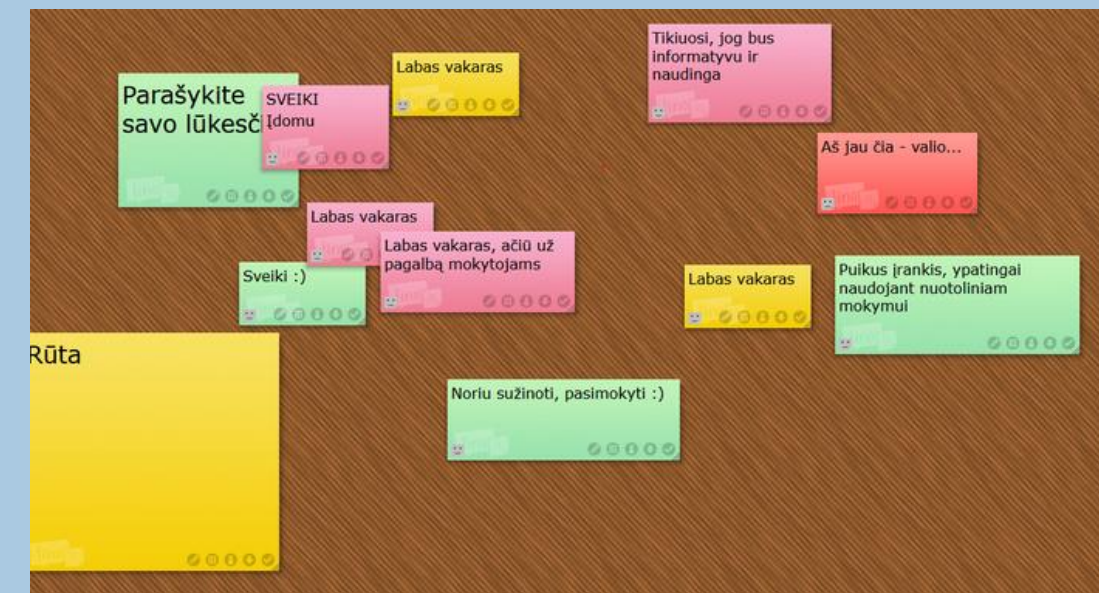 Parašykite
savo
SVEIKI
Įdomu
Labas vakaras
Tikiuosi, jog bus
informatyvu ir
naudinga
Aš jau čia - valio...
Labas vakaras
Labas vakaras, ačiū už
pagalbą mokytojams
Sveiki :)
Labas vakaras
Puikus įrankis, ypatingai
naudojant nuotoliniam
mokymui
Rūta
Noriu sužinoti, pasimokyti :)